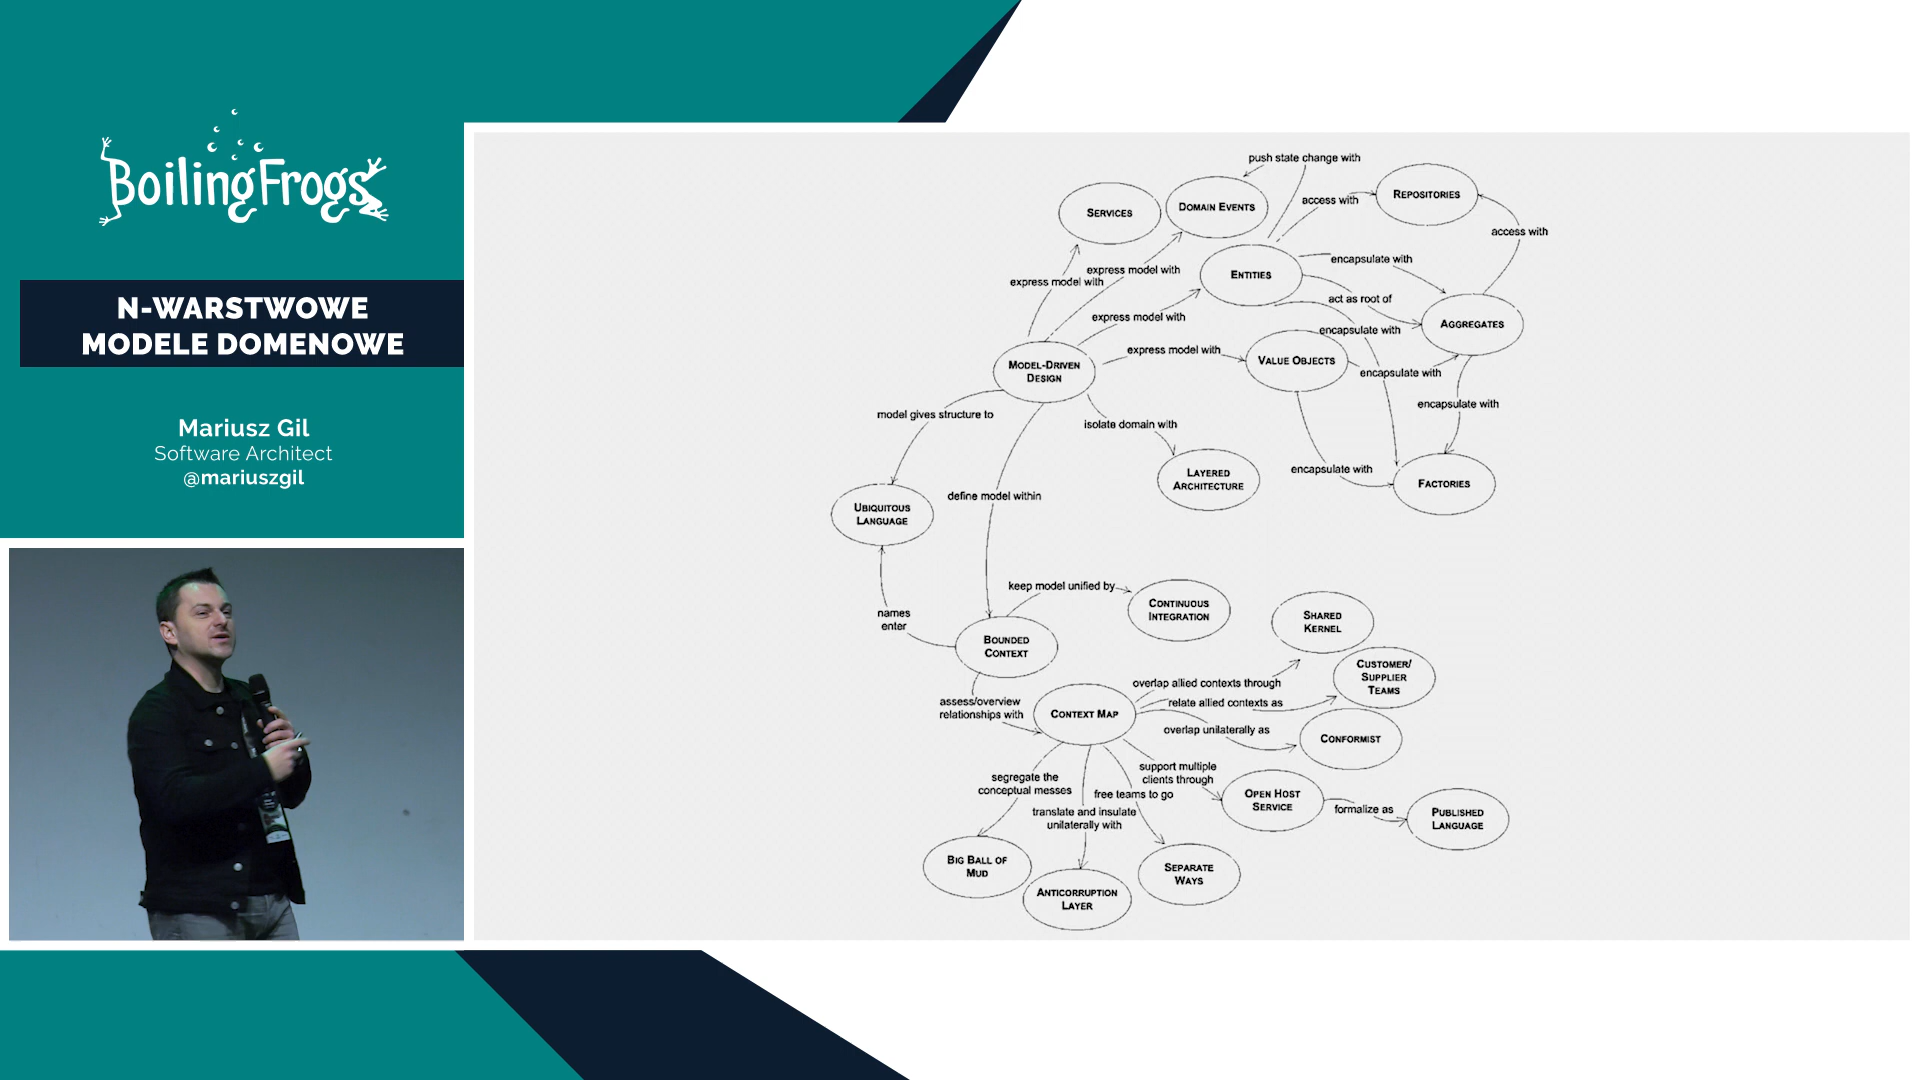 BoilingFrogs
N-WARSTWOWE
MODELE DOMENOWE
Mariusz Gil
Software Architect
@mariuszgil
push state change with
SERVICES
DOMAIN EVENTS
access with
REPOSITORIES
access with
ENTITIES
encapsulate with
express model with
express model with
act as root of
express model with
encapsulate with
AGGREGATES
express model with
VALUE OBJECTS
MODEL-DRIVEN
DESIGN
encapsulate with
model gives structure to
isolate domain with
encapsulate with
LAYERED
ARCHITECTURE
encapsulate with
FACTORIES
UBIQUITOUS
LANGUAGE
define model within
keep model unified by
CONTINUOUS
INTEGRATION
names
enter
SHARED
KERNEL
BOUNDED
CONTEXT
CUSTOMER/
SUPPLIER
TEAMS
overlap allied contexts through
assess/overview
relationships with
relate allied contexts as
CONTEXT MAP
overlap unilaterally as
CONFORMIST
segregate the
conceptual messes
support multiple
clients through
free teams to go
OPEN HOST
SERVICE
formalize as
PUBLISHED
LANGUAGE
translate and insulate
unilaterally with
BIG BALL OF
MUD
SEPARATE
WAYS
ANTICORRUPTION
LAYER